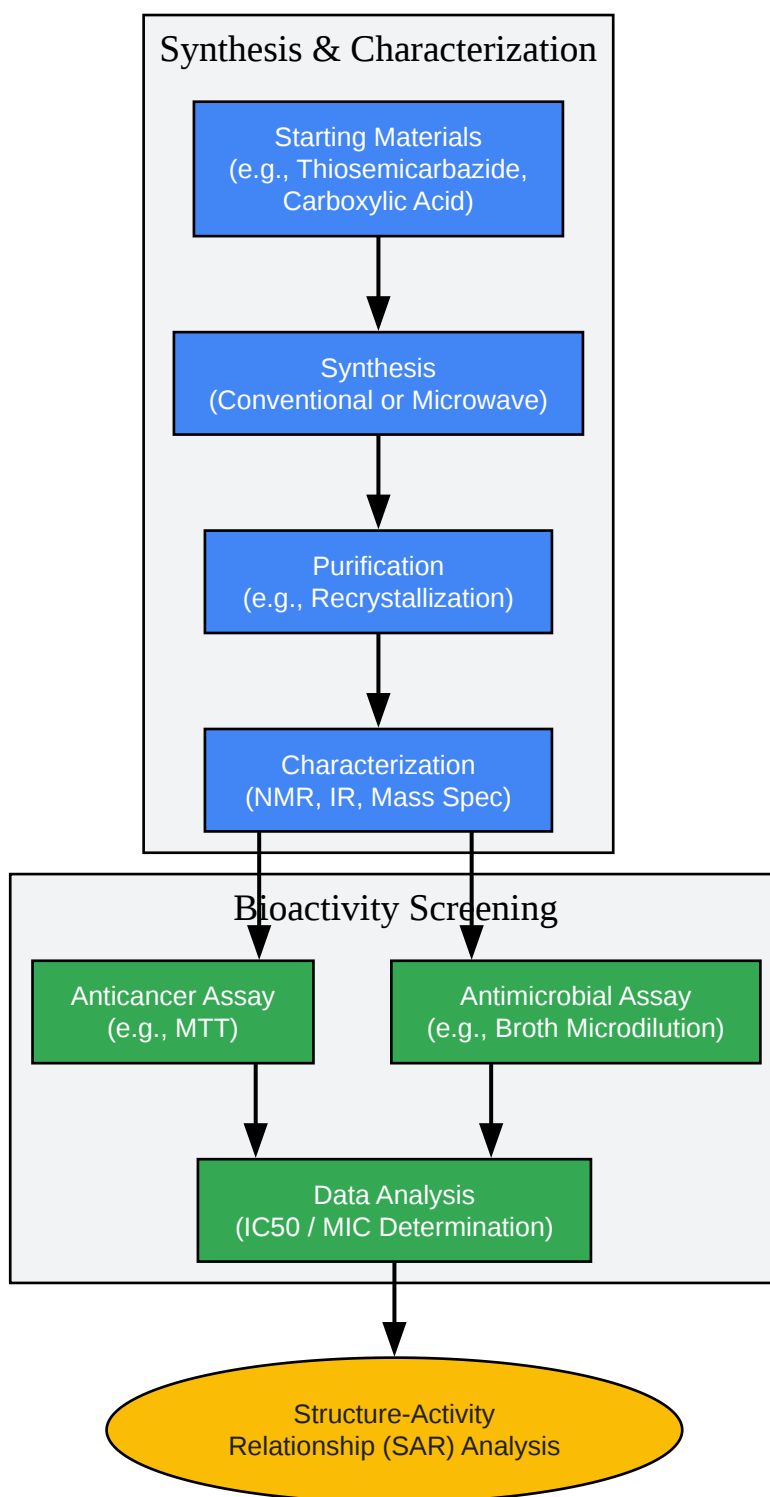 Synthesis & Characterization
Starting Materials
(e.g., Thiosemicarbazide,
Carboxylic Acid)
Synthesis
(Conventional or Microwave)
Purification
(e.g., Recrystallization)
Characterization
(NMR, IR, Mass Spec)
Bioactivity Screening
Anticancer Assay
(e.g., MTT)
Antimicrobial Assay
(e.g., Broth Microdilution)
Data Analysis
(IC50 / MIC Determination)
Structure-Activity
Relationship (SAR) Analysis